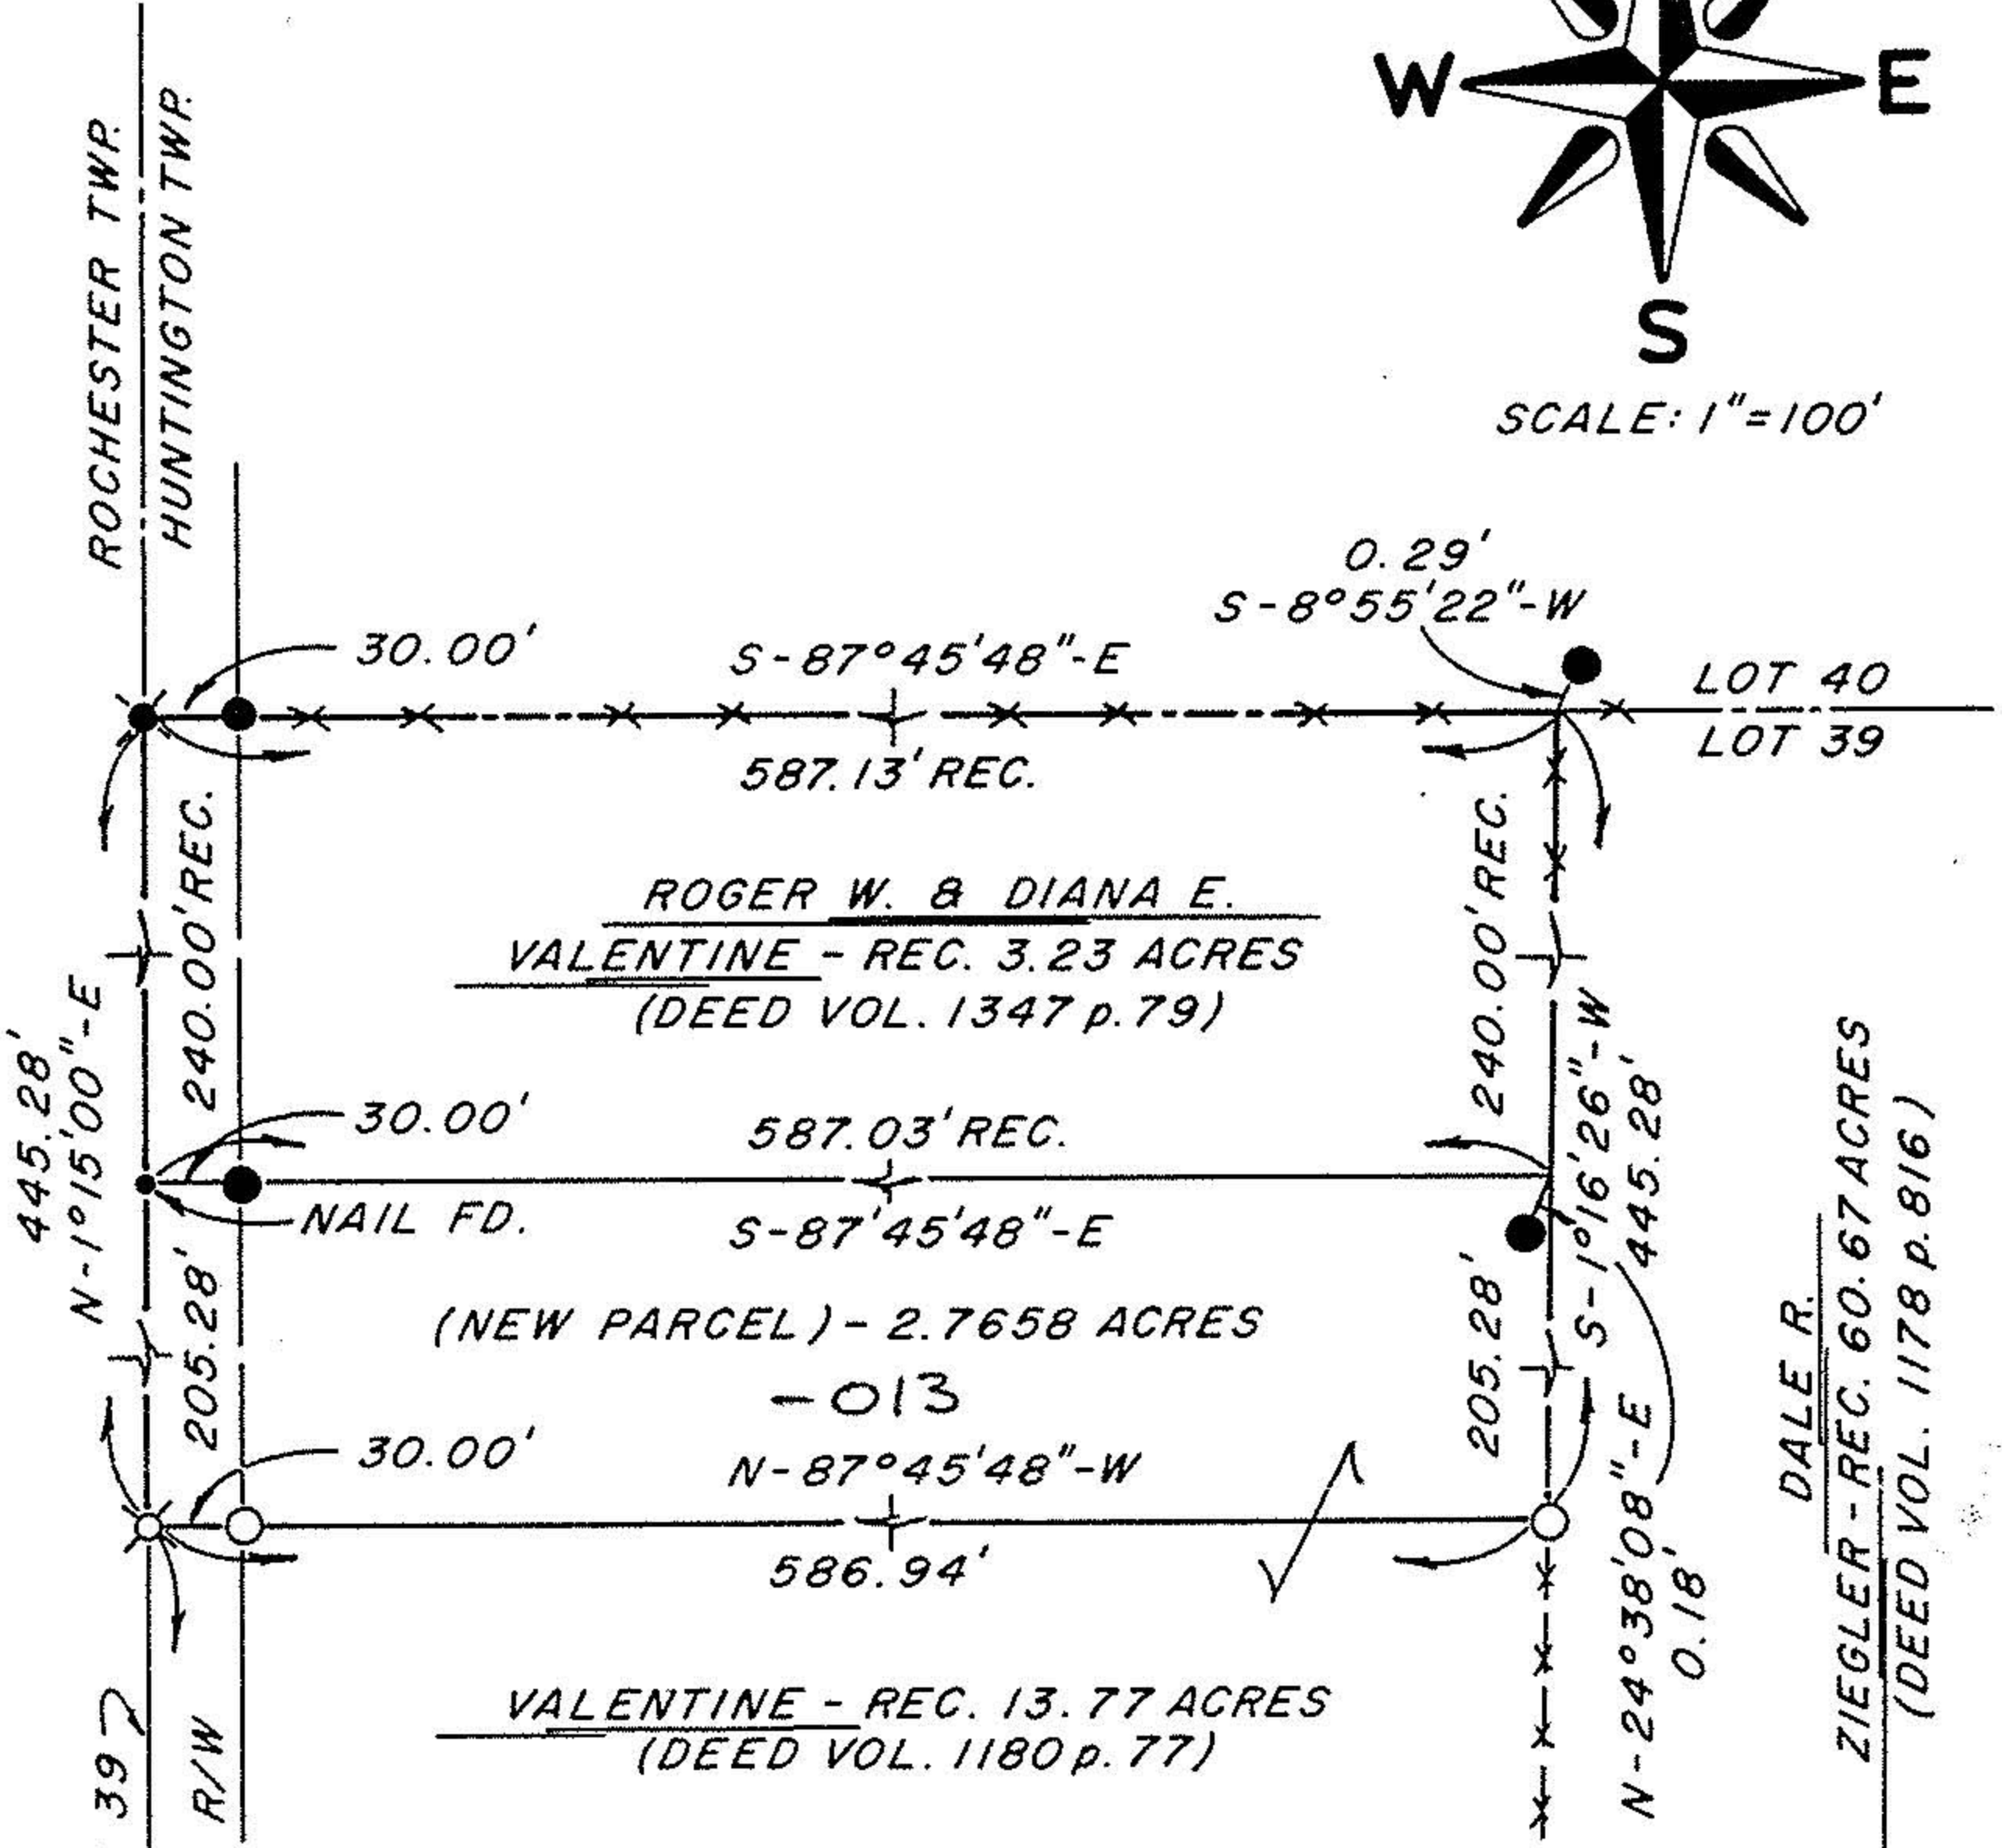 W E
S
SCALE: 1"=100'
ROCHESTER TWP.
HUNTINGTON TWP.
0.29'
S-8°55'22"-W
30.00'
S-87°45'48"-E
587.13' REC.
LOT 40
LOT 39
240.00' REC.
ROGER W. & DIANA E.
VALENTINE - REC. 3.23 ACRES
(DEED VOL. 1347 p. 79)
240.00' REC.
445.28'
N-1°15'00"-E
S-1°16'26"-W
445.28'
30.00'
587.03' REC.
NAIL FD.
S-87'45'48"-E
205.28'
(NEW PARCEL) - 2.7658 ACRES
-013
205.28'
30.00'
N-87°45'48"-W
586.94'
N-24°38'08"-E
0.18'
DALE R.
ZIEGLER - REC. 60.67 ACRES
(DEED VOL. 1178 p. 816)
VALENTINE - REC. 13.77 ACRES
(DEED VOL. 1180 p. 77)
39
R/W